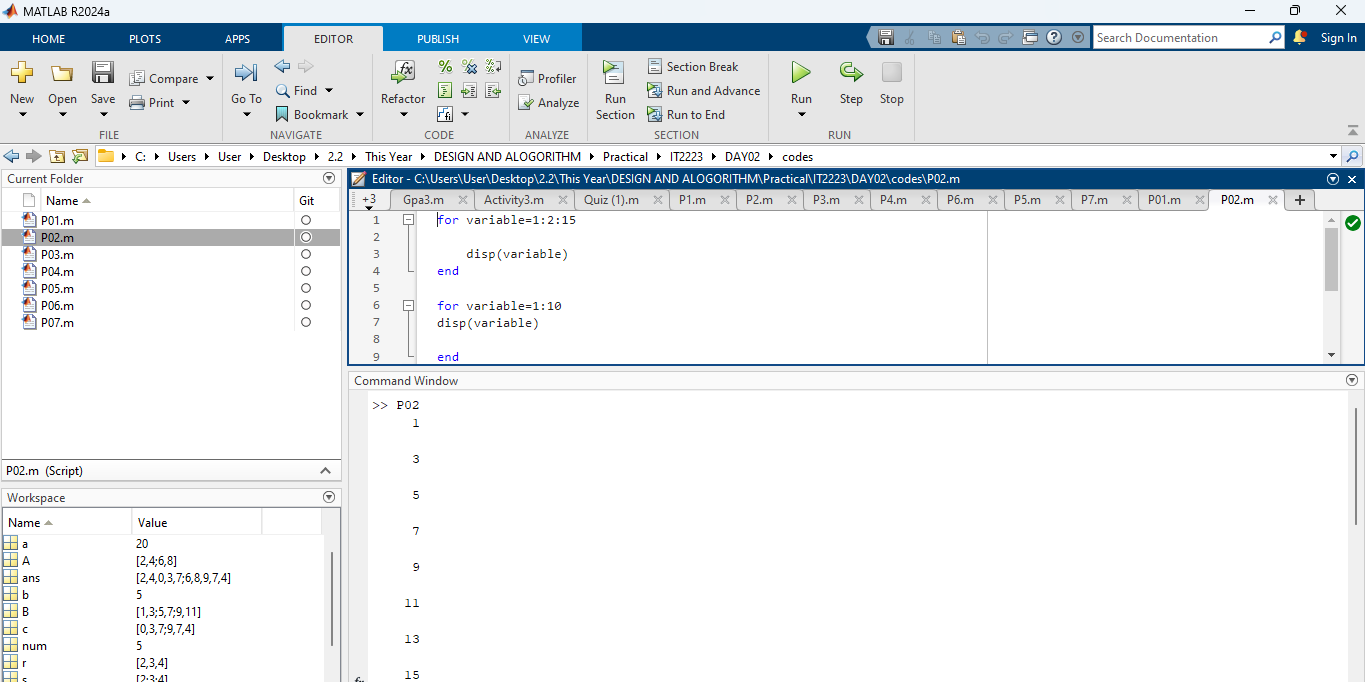 MATLAB R2024a
HOME PLOTS APPS EDITOR PUBLISH VIEW Search Documentation Sign In
New Open Save Compare Print
FILE
Go To Find Bookmark
NAVIGATE
Refactor
CODE
Profiler Analyze
ANALYZE
Run Section Section Break Run and Advance Run to End
SECTION
Run Step Stop
RUN
C: Users User Desktop 2.2 This Year DESIGN AND ALOGORITHM Practical IT2223 DAY02 codes
Current Folder
Name Git
P01.m
P02.m
P03.m
P04.m
P05.m
P06.m
P07.m
P02.m (Script)
Workspace
Name Value
a 20
A [2,4;6,8]
ans [2,4,0,3,7;6,8,9,7,4]
b 5
B [1,3;5,7;9,11]
c [0,3,7;9,7,4]
num 5
r [2,3,4]
s [2;3;4]
Editor - C:\Users\User\Desktop\2.2\This Year\DESIGN AND ALOGORITHM\Practical\IT2223\DAY02\codes\P02.m
+3 Gpa3.m Activity3.m Quiz (1).m P1.m P2.m P3.m P4.m P6.m P5.m P7.m P01.m P02.m
1 for variable=1:2:15
2
3 disp(variable)
4 end
5
6 for variable=1:10
7 disp(variable)
8
9 end
Command Window
>> P02
1
3
5
7
9
11
13
15
fx